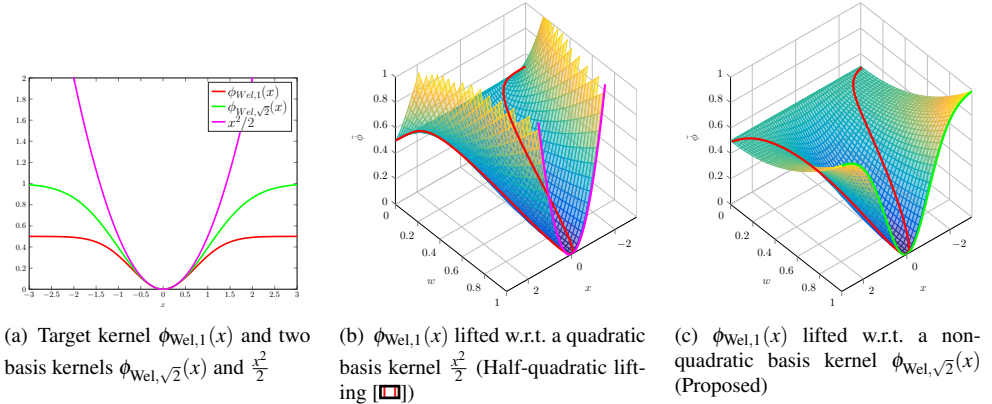 2
1.8
1.6
1.4
1.2
1
0.8
0.6
0.4
0.2
0
−3 −2.5 −2 −1.5 −1 −0.5 0 0.5 1 1.5 2 2.5 3
x
ϕWel,1(x)
ϕWel,√2(x)
x²/2
1
0.8
0.6
0.4
0.2
0
ϕ̃
0
0.2
0.4
0.6
0.8
1
w
2
0
−2
x
1
0.8
0.6
0.4
0.2
0
ϕ̃
0
0.2
0.4
0.6
0.8
1
w
2
0
−2
x
(a) Target kernel ϕWel,1(x) and two
basis kernels ϕWel,√2(x) and x²/2
(b) ϕWel,1(x) lifted w.r.t. a quadratic
basis kernel x²/2 (Half-quadratic lift-
ing [])
(c) ϕWel,1(x) lifted w.r.t. a non-
quadratic basis kernel ϕWel,√2(x)
(Proposed)